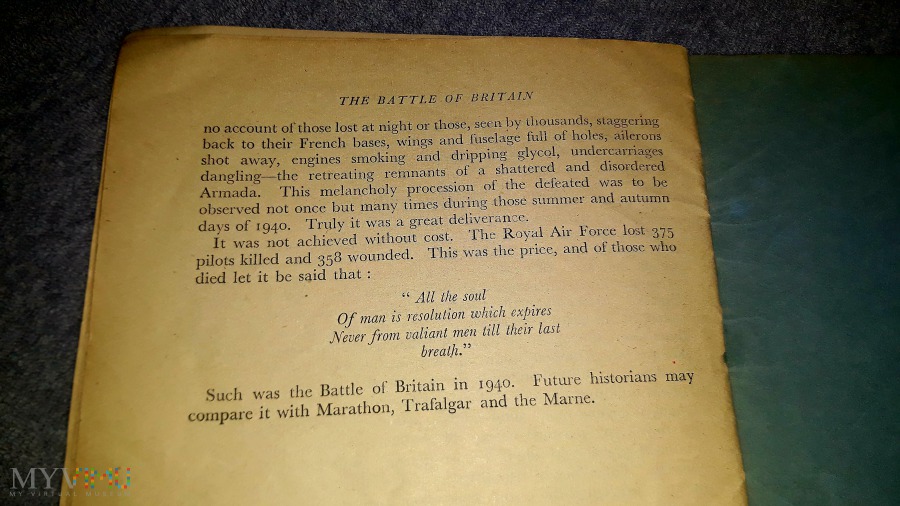 THE BATTLE OF BRITAIN
no account of those lost at night or those, seen by thousands, staggering
back to their French bases, wings and fuselage full of holes, ailerons
shot away, engines smoking and dripping glycol, undercarriages
dangling—the retreating remnants of a shattered and disordered
Armada. This melancholy procession of the defeated was to be
observed not once but many times during those summer and autumn
days of 1940. Truly it was a great deliverance.
It was not achieved without cost. The Royal Air Force lost 375
pilots killed and 358 wounded. This was the price, and of those who
died let it be said that :
“ All the soul
Of man is resolution which expires
Never from valiant men till their last
breath.”
Such was the Battle of Britain in 1940. Future historians may
compare it with Marathon, Trafalgar and the Marne.
MY VIRTUAL MUSEUM